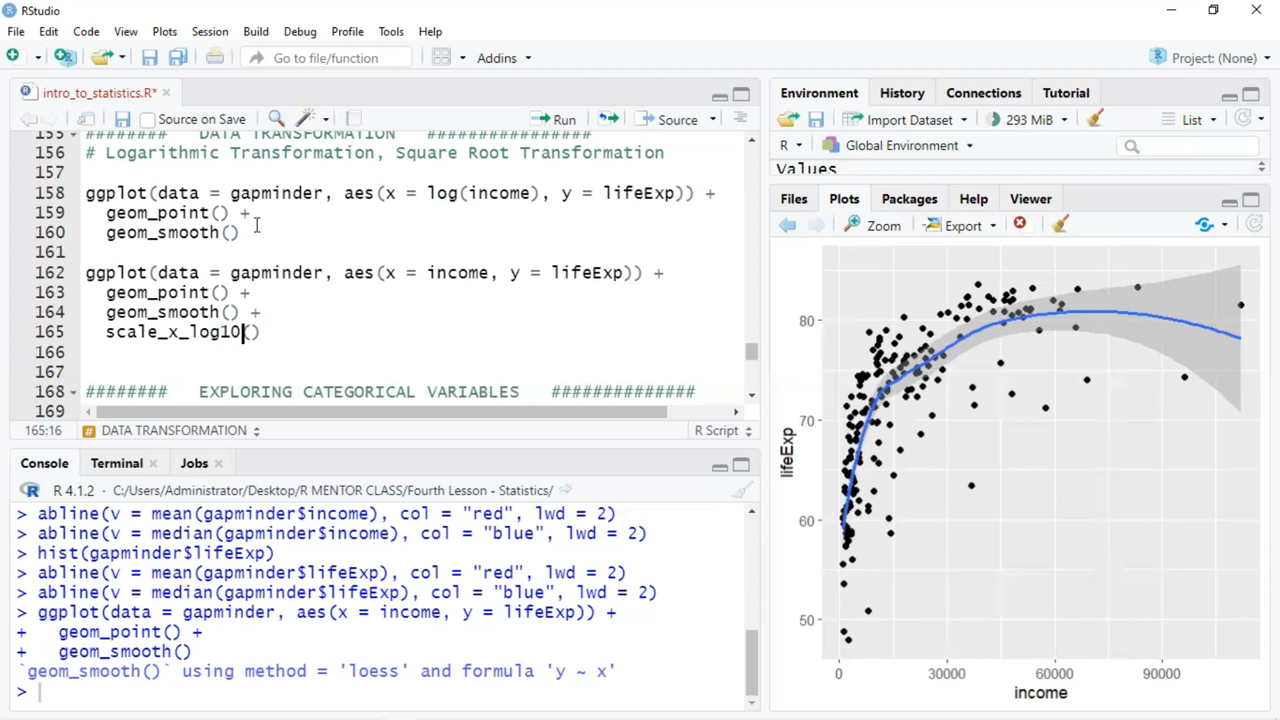 RStudio
File Edit Code View Plots Session Build Debug Profile Tools Help
Go to file/function Addins Project: (None)
intro_to_statistics.R*
Source on Save Run Source
155 ######## DATA TRANSFORMATION ###############
156 # Logarithmic Transformation, Square Root Transformation
157
158 ggplot(data = gapminder, aes(x = log(income), y = lifeExp)) +
159 geom_point() +
160 geom_smooth()
161
162 ggplot(data = gapminder, aes(x = income, y = lifeExp)) +
163 geom_point() +
164 geom_smooth() +
165 scale_x_log10()
166
167
168 ######## EXPLORING CATEGORICAL VARIABLES ##############
169
165:16 # DATA TRANSFORMATION R Script
Console Terminal Jobs
R R 4.1.2 · C:/Users/Administrator/Desktop/R MENTOR CLASS/Fourth Lesson - Statistics/
> abline(v = mean(gapminder$income), col = "red", lwd = 2)
> abline(v = median(gapminder$income), col = "blue", lwd = 2)
> hist(gapminder$lifeExp)
> abline(v = mean(gapminder$lifeExp), col = "red", lwd = 2)
> abline(v = median(gapminder$lifeExp), col = "blue", lwd = 2)
> ggplot(data = gapminder, aes(x = income, y = lifeExp)) +
+ geom_point() +
+ geom_smooth()
`geom_smooth()` using method = 'loess' and formula 'y ~ x'
>
Environment History Connections Tutorial
Import Dataset 293 MiB List
R Global Environment
Values
Files Plots Packages Help Viewer
Zoom Export
80
70
60
50
lifeExp
0 30000 60000 90000
income